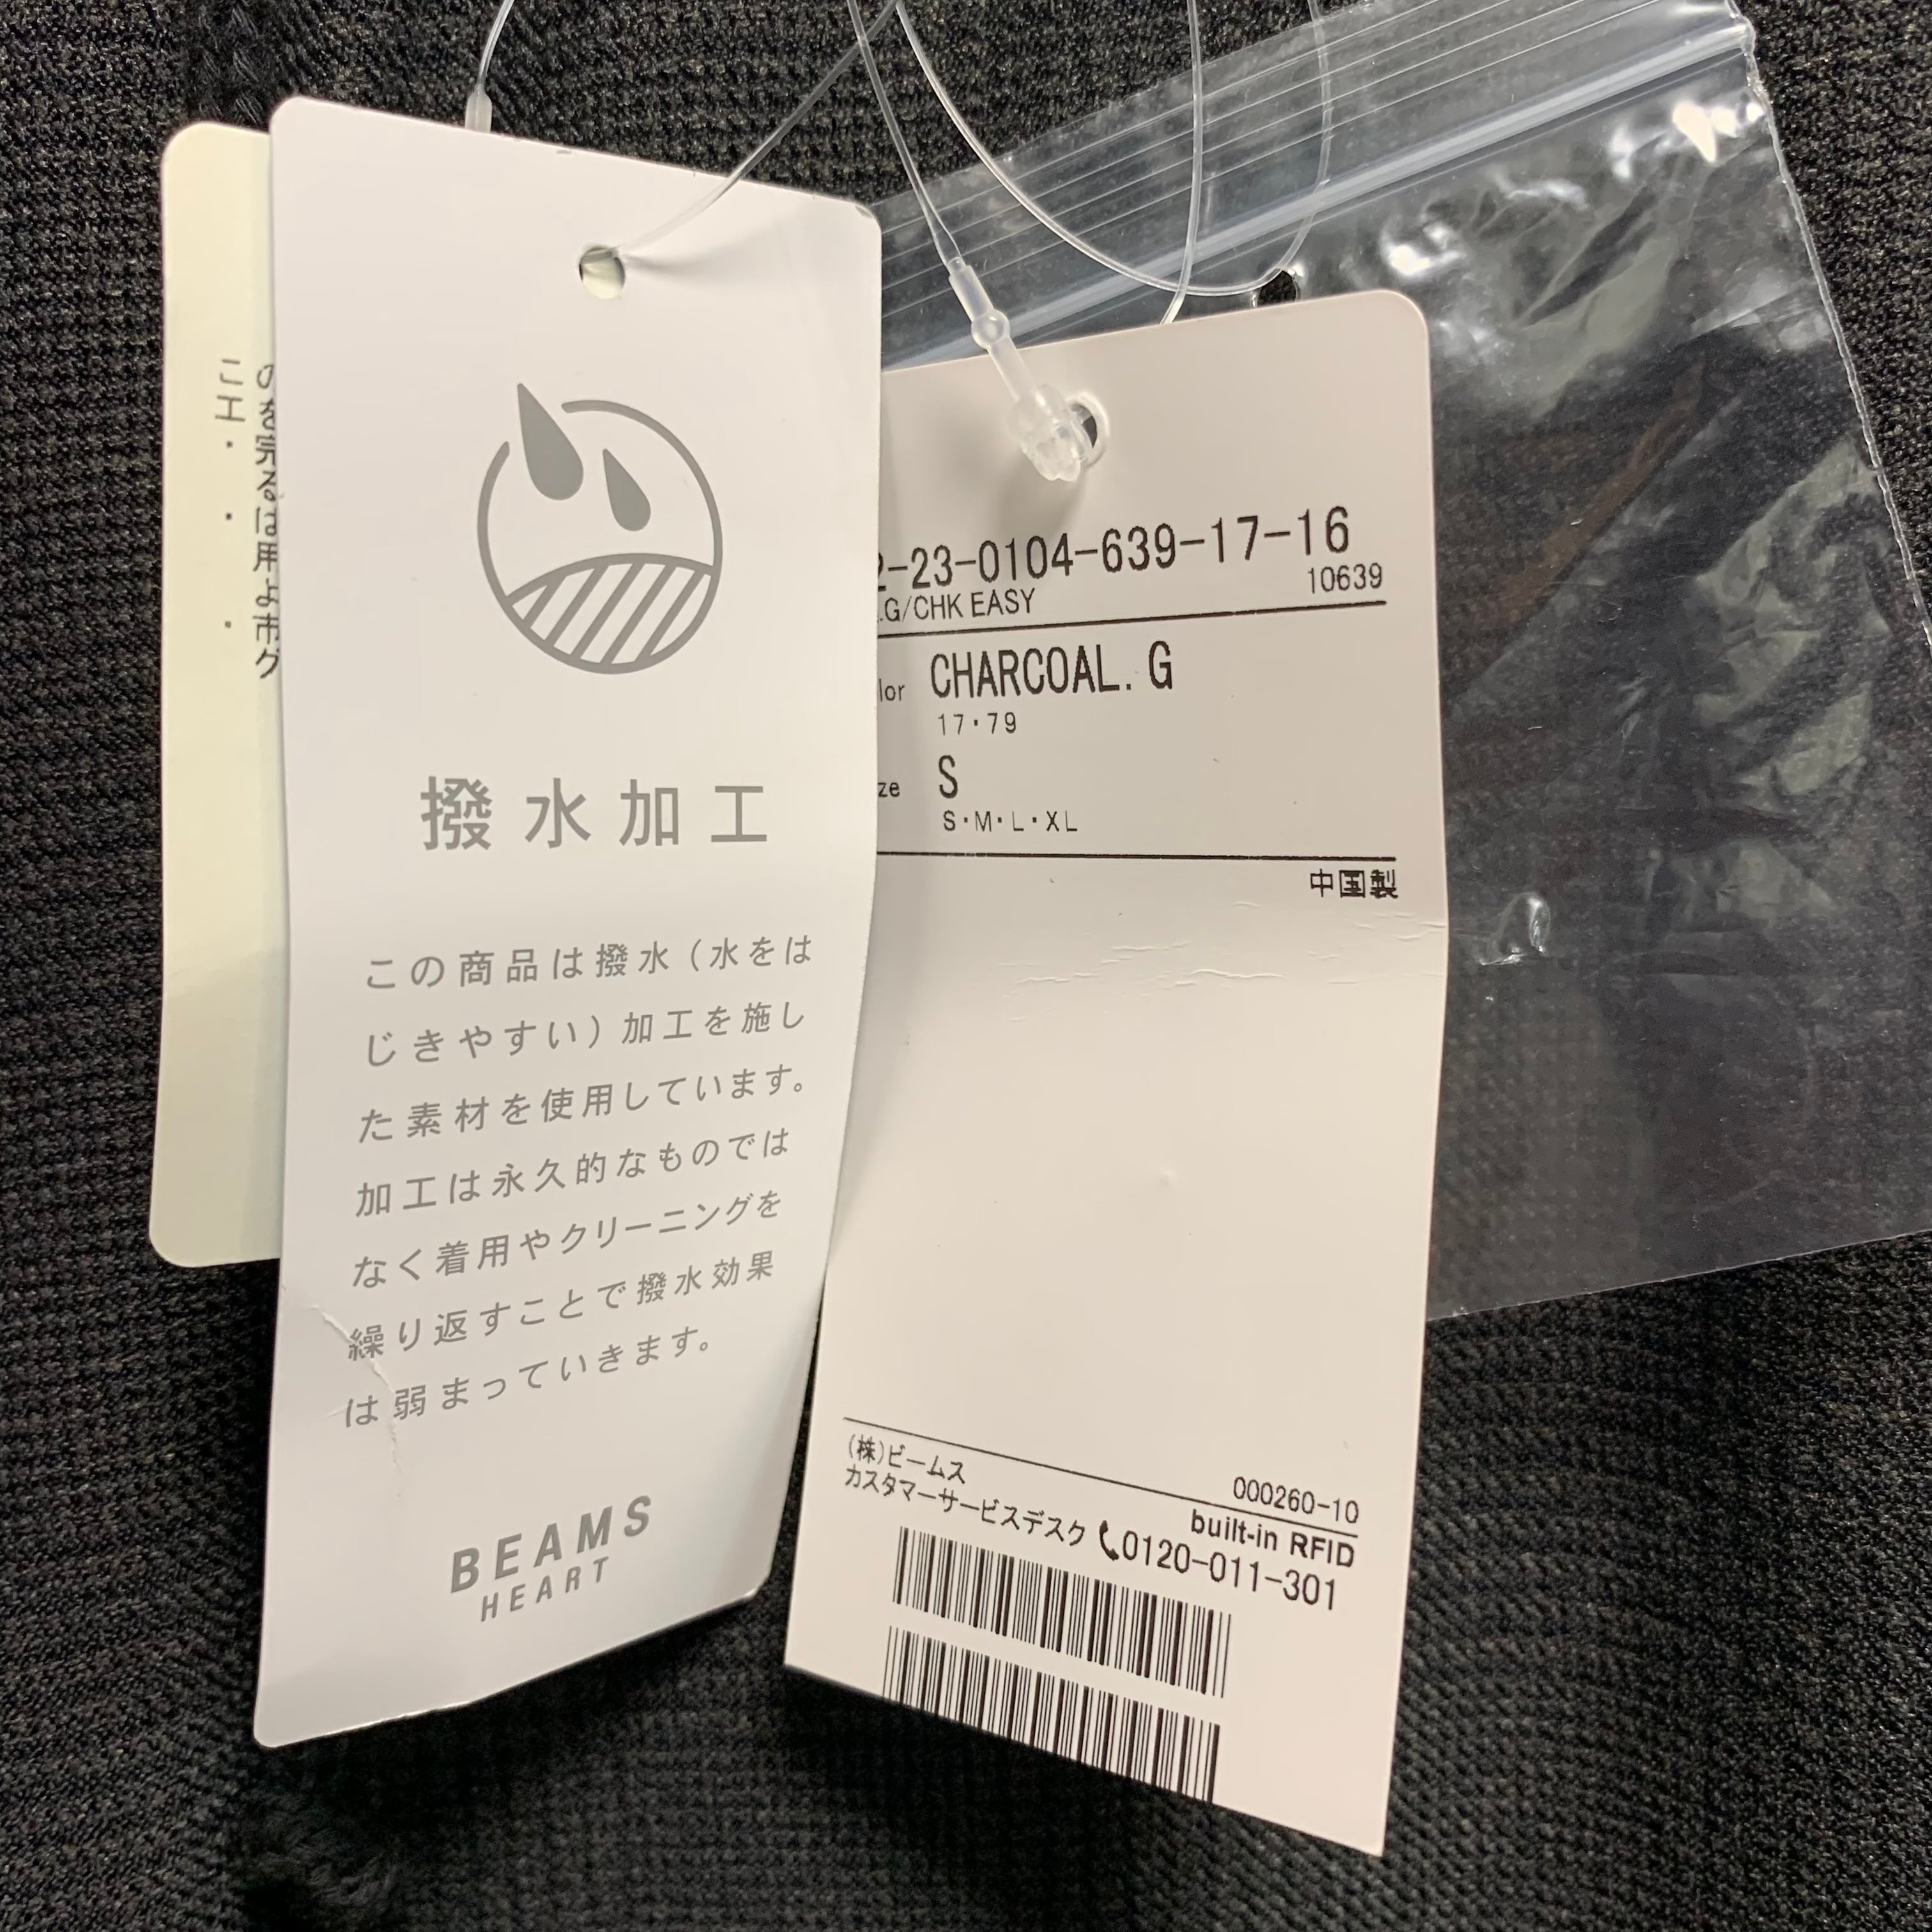 撥水加工
この商品は撥水(水をは
じきやすい)加工を施し
た素材を使用しています。
加工は永久的なものでは
なく着用やクリーニングを
繰り返すことで撥水効果
は弱まっていきます。
BEAMS
HEART
2-23-0104-639-17-16
.G/CHK EASY
10639
lor CHARCOAL. G
17・79
ze S
S・M・L・XL
中国製
000260-10
(株)ビームス
built-in RFID
カスタマーサービスデスク 0120-011-301